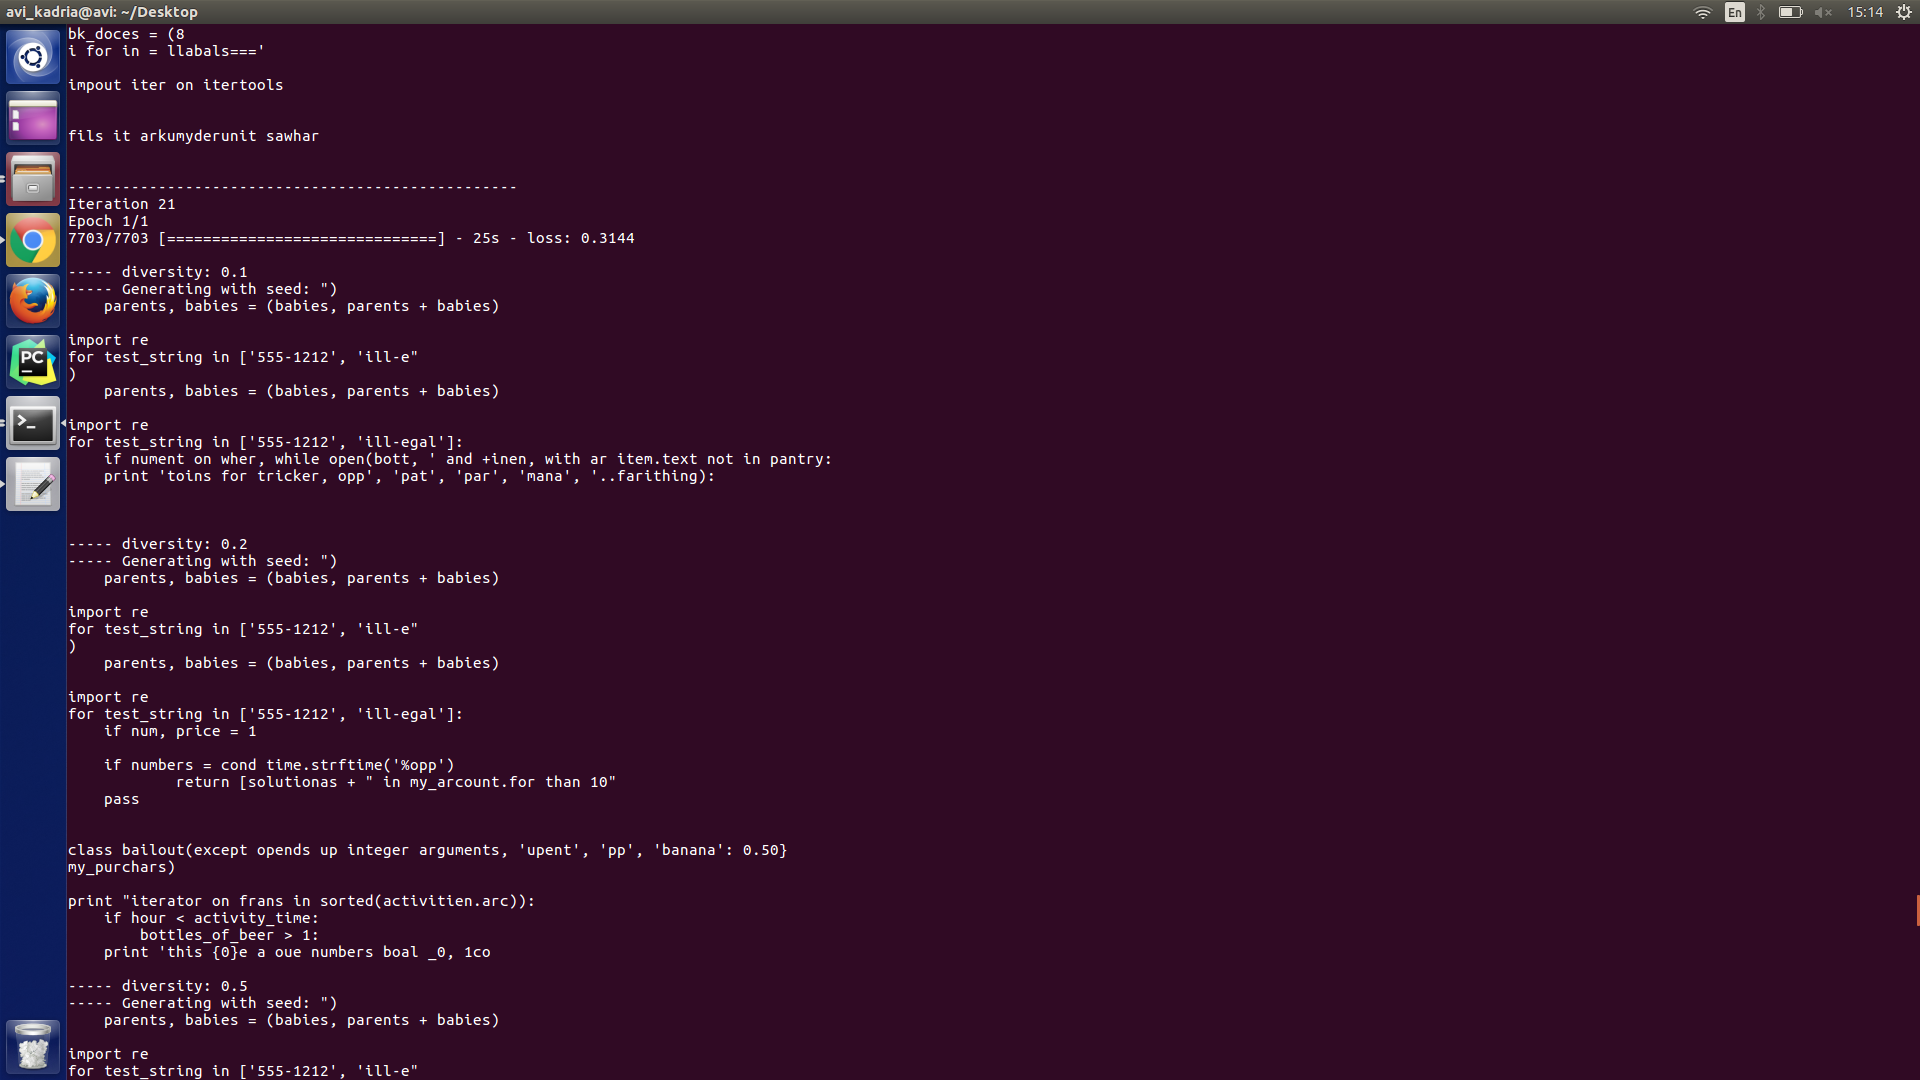 avi_kadria@avi: ~/Desktop
En
15:14
bk_doces = (8
i for in = llabals==='
impout iter on itertools
fils it arkumyderunit sawhar
--------------------------------------------------
Iteration 21
Epoch 1/1
7703/7703 [==============================] - 25s - loss: 0.3144
----- diversity: 0.1
----- Generating with seed: ")
    parents, babies = (babies, parents + babies)
import re
for test_string in ['555-1212', 'ill-e"
)
    parents, babies = (babies, parents + babies)
import re
for test_string in ['555-1212', 'ill-egal']:
    if nument on wher, while open(bott, ' and +inen, with ar item.text not in pantry:
    print 'toins for tricker, opp', 'pat', 'par', 'mana', '..farithing):
----- diversity: 0.2
----- Generating with seed: ")
    parents, babies = (babies, parents + babies)
import re
for test_string in ['555-1212', 'ill-e"
)
    parents, babies = (babies, parents + babies)
import re
for test_string in ['555-1212', 'ill-egal']:
    if num, price = 1
    if numbers = cond time.strftime('%opp')
            return [solutionas + " in my_arcount.for than 10"
    pass
class bailout(except opends up integer arguments, 'upent', 'pp', 'banana': 0.50}
my_purchars)
print "iterator on frans in sorted(activitien.arc)):
    if hour < activity_time:
        bottles_of_beer > 1:
    print 'this {0}e a oue numbers boal _0, 1co
----- diversity: 0.5
----- Generating with seed: ")
    parents, babies = (babies, parents + babies)
import re
for test_string in ['555-1212', 'ill-e"
PC